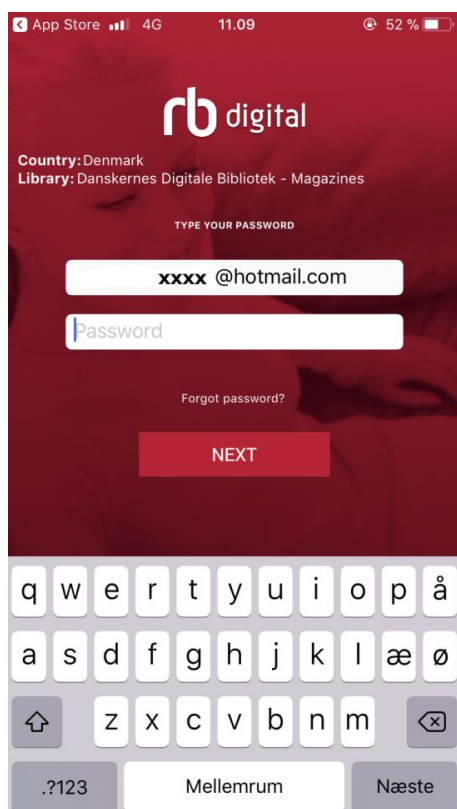 App Store 4G 11.09 52 %
rb digital
Country: Denmark
Library: Danskernes Digitale Bibliotek - Magazines
TYPE YOUR PASSWORD
xxxx @hotmail.com
Password
Forgot password?
NEXT
q w e r t y u i o p å
a s d f g h j k l æ ø
z x c v b n m
.?123 Mellemrum Næste